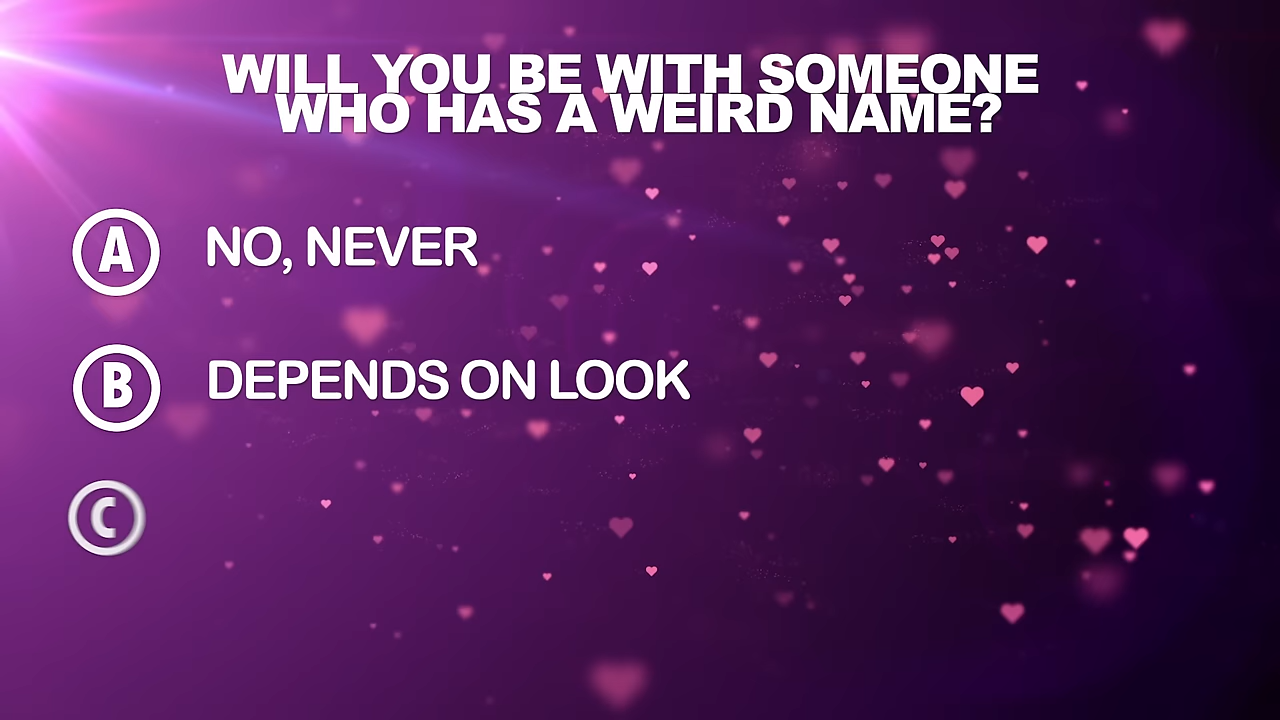 WILL YOU BE WITH SOMEONE
WHO HAS A WEIRD NAME?
A NO, NEVER
B DEPENDS ON LOOK
C